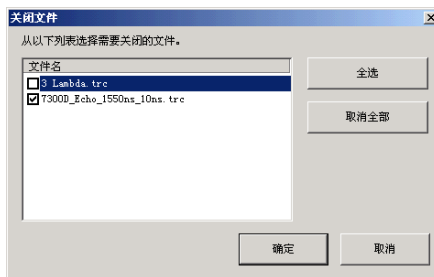 关闭文件
从以下列表选择需要关闭的文件。
文件名
3 Lambda.trc
7300D_Echo_1550ns_10ns.trc
全选
取消全部
确定
取消